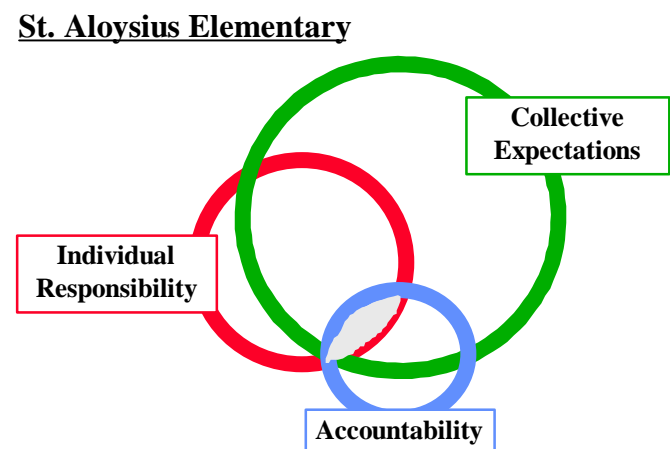 St. Aloysius Elementary
Collective
Expectations
Individual
Responsibility
Accountability